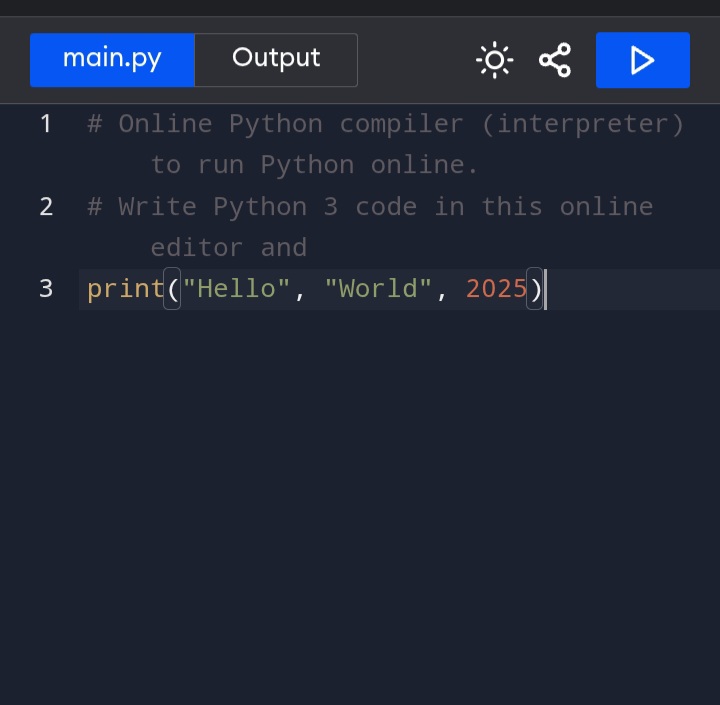 main.py Output
1 # Online Python compiler (interpreter)
to run Python online.
2 # Write Python 3 code in this online
editor and
3 print("Hello", "World", 2025)